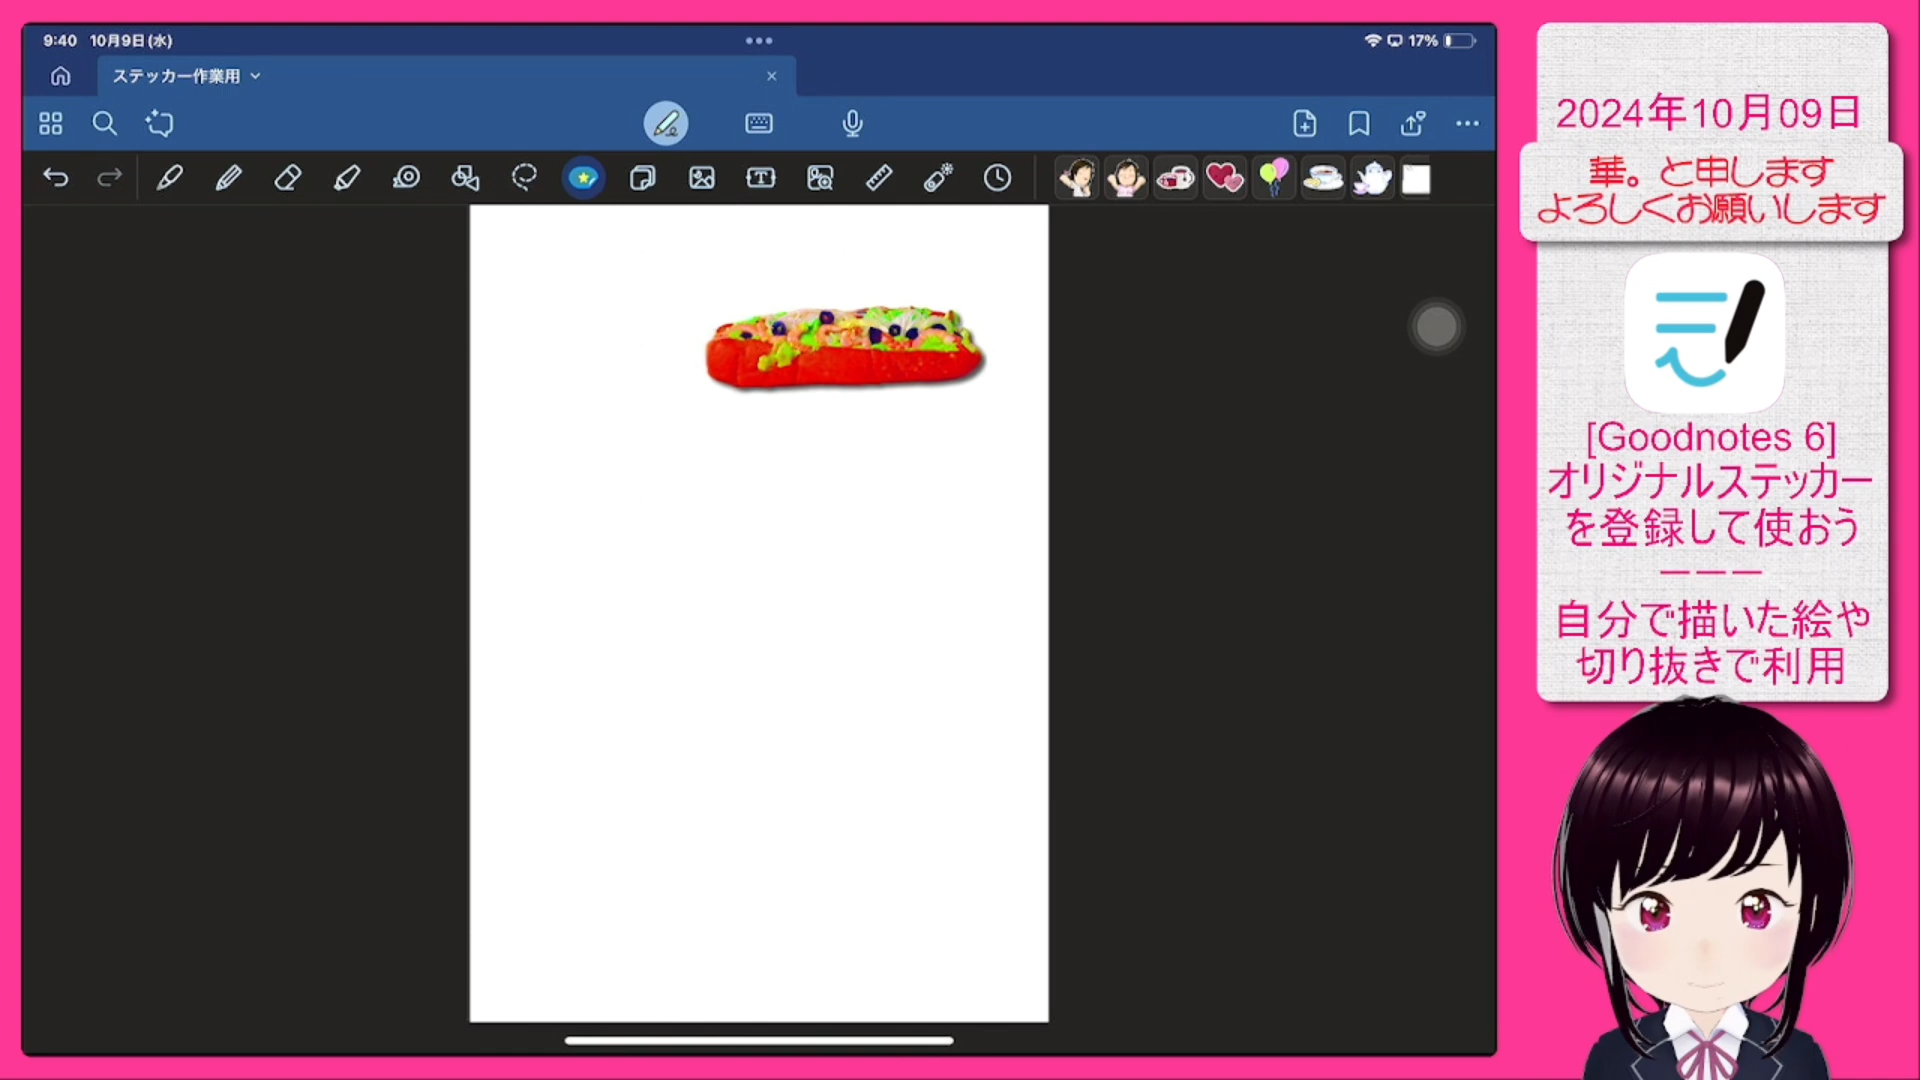 9:40 10月9日(水)
17%
ステッカー作業用
2024年10月09日
華。と申します
よろしくお願いします
[Goodnotes 6]
オリジナルステッカー
を登録して使おう
ーーー
自分で描いた絵や
切り抜きで利用